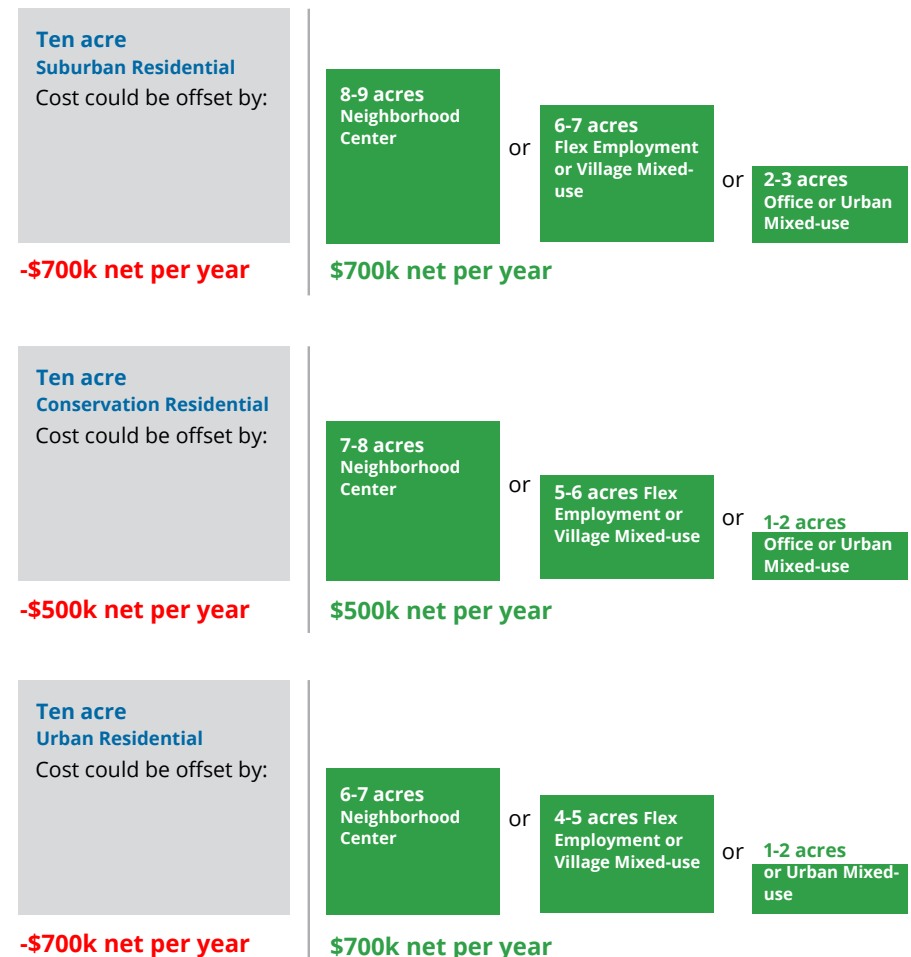 Ten acre
Suburban Residential
Cost could be offset by:
-$700k net per year
8-9 acres
Neighborhood
Center
or
6-7 acres
Flex Employment
or Village Mixed-
use
or
2-3 acres
Office or Urban
Mixed-use
$700k net per year
Ten acre
Conservation Residential
Cost could be offset by:
-$500k net per year
7-8 acres
Neighborhood
Center
or
5-6 acres Flex
Employment or
Village Mixed-use
or
1-2 acres
Office or Urban
Mixed-use
$500k net per year
Ten acre
Urban Residential
Cost could be offset by:
-$700k net per year
6-7 acres
Neighborhood
Center
or
4-5 acres Flex
Employment or
Village Mixed-use
or
1-2 acres
or Urban Mixed-
use
$700k net per year